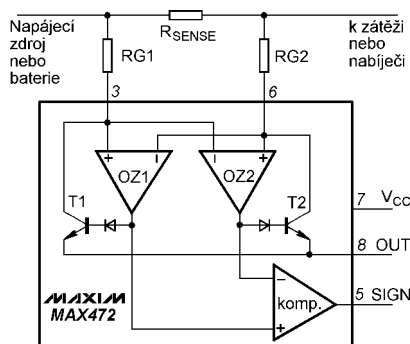 Napájecí
zdroj
nebo
baterie
RSENSE
k zátěži
nebo
nabíječi
RG1
RG2
3
6
+
−
−
+
OZ1
OZ2
T1
T2
7 VCC
8 OUT
−
5 SIGN
komp.
+
MAXIM
MAX472